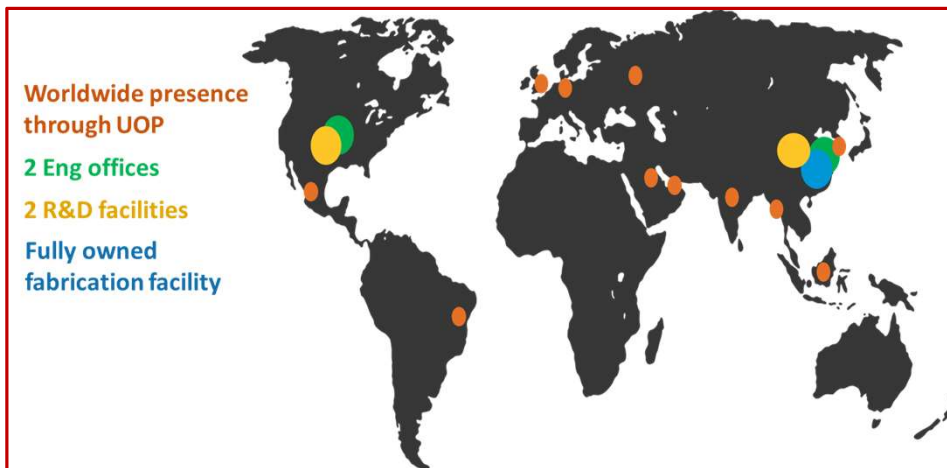 Worldwide presence
through UOP
2 Eng offices
2 R&D facilities
Fully owned
fabrication facility